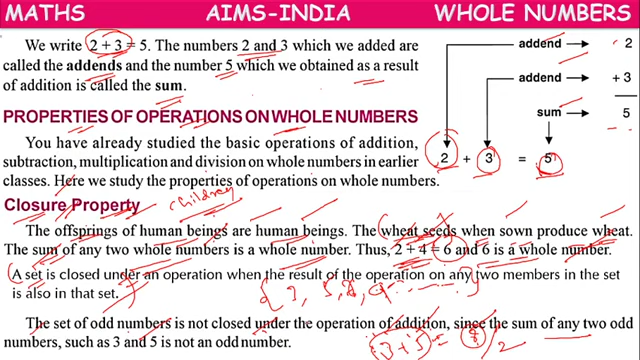 MATHS AIMS-INDIA WHOLE NUMBERS
We write 2 + 3 = 5. The numbers 2 and 3 which we added are
called the addends and the number 5 which we obtained as a result
of addition is called the sum.
addend 2
addend + 3
sum 5
2 + 3 = 5
PROPERTIES OF OPERATIONS ON WHOLE NUMBERS
You have already studied the basic operations of addition,
subtraction, multiplication and division on whole numbers in earlier
classes. Here we study the properties of operations on whole numbers.
children
Closure Property
The offsprings of human beings are human beings. The wheat seeds when sown produce wheat.
The sum of any two whole numbers is a whole number. Thus, 2 + 4 = 6 and 6 is a whole number.
A set is closed under an operation when the result of the operation on any two members in the set
is also in that set.
The set of odd numbers is not closed under the operation of addition, since the sum of any two odd
numbers, such as 3 and 5 is not an odd number.
3 + 5 = 8/2